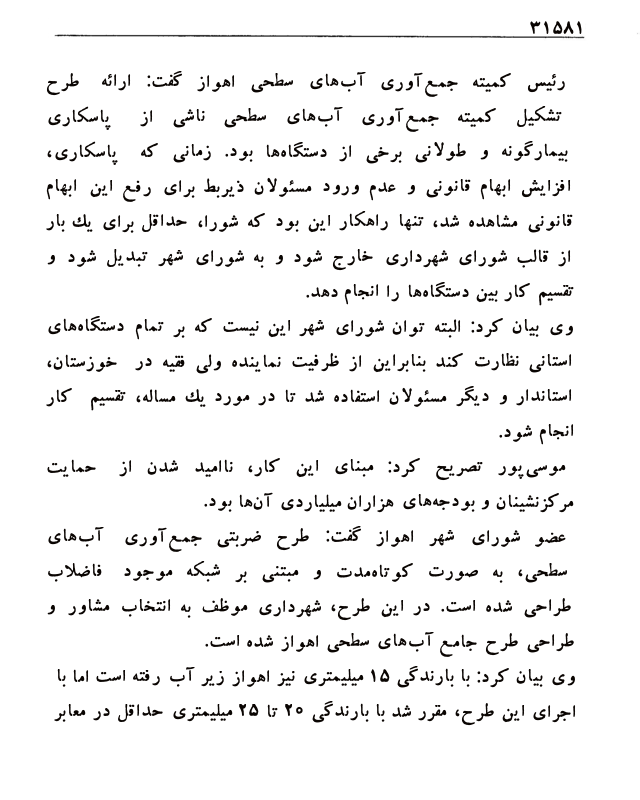 ۳۱۵۸۱
رئیس کمیته جمع‌آوری آب‌های سطحی اهواز گفت: ارائه طرح
تشکیل کمیته جمع‌آوری آب‌های سطحی ناشی از پاسکاری
بیمارگونه و طولانی برخی از دستگاه‌ها بود. زمانی که پاسکاری،
افزایش ابهام قانونی و عدم ورود مسئولان ذیربط برای رفع این ابهام
قانونی مشاهده شد، تنها راهکار این بود که شورا، حداقل برای یك بار
از قالب شورای شهرداری خارج شود و به شورای شهر تبدیل شود و
تقسیم کار بین دستگاه‌ها را انجام دهد.
وی بیان کرد: البته توان شورای شهر این نیست که بر تمام دستگاه‌های
استانی نظارت کند بنابراین از ظرفیت نماینده ولی فقیه در خوزستان،
استاندار و دیگر مسئولان استفاده شد تا در مورد یك مساله، تقسیم کار
انجام شود.
موسی‌پور تصریح کرد: مبنای این کار، ناامید شدن از حمایت
مرکزنشینان و بودجه‌های هزاران میلیاردی آن‌ها بود.
عضو شورای شهر اهواز گفت: طرح ضربتی جمع‌آوری آب‌های
سطحی، به صورت کوتاه‌مدت و مبتنی بر شبکه موجود فاضلاب
طراحی شده است. در این طرح، شهرداری موظف به انتخاب مشاور و
طراحی طرح جامع آب‌های سطحی اهواز شده است.
وی بیان کرد: با بارندگی ۱۵ میلیمتری نیز اهواز زیر آب رفته است اما با
اجرای این طرح، مقرر شد با بارندگی ۲۰ تا ۲۵ میلیمتری حداقل در معابر